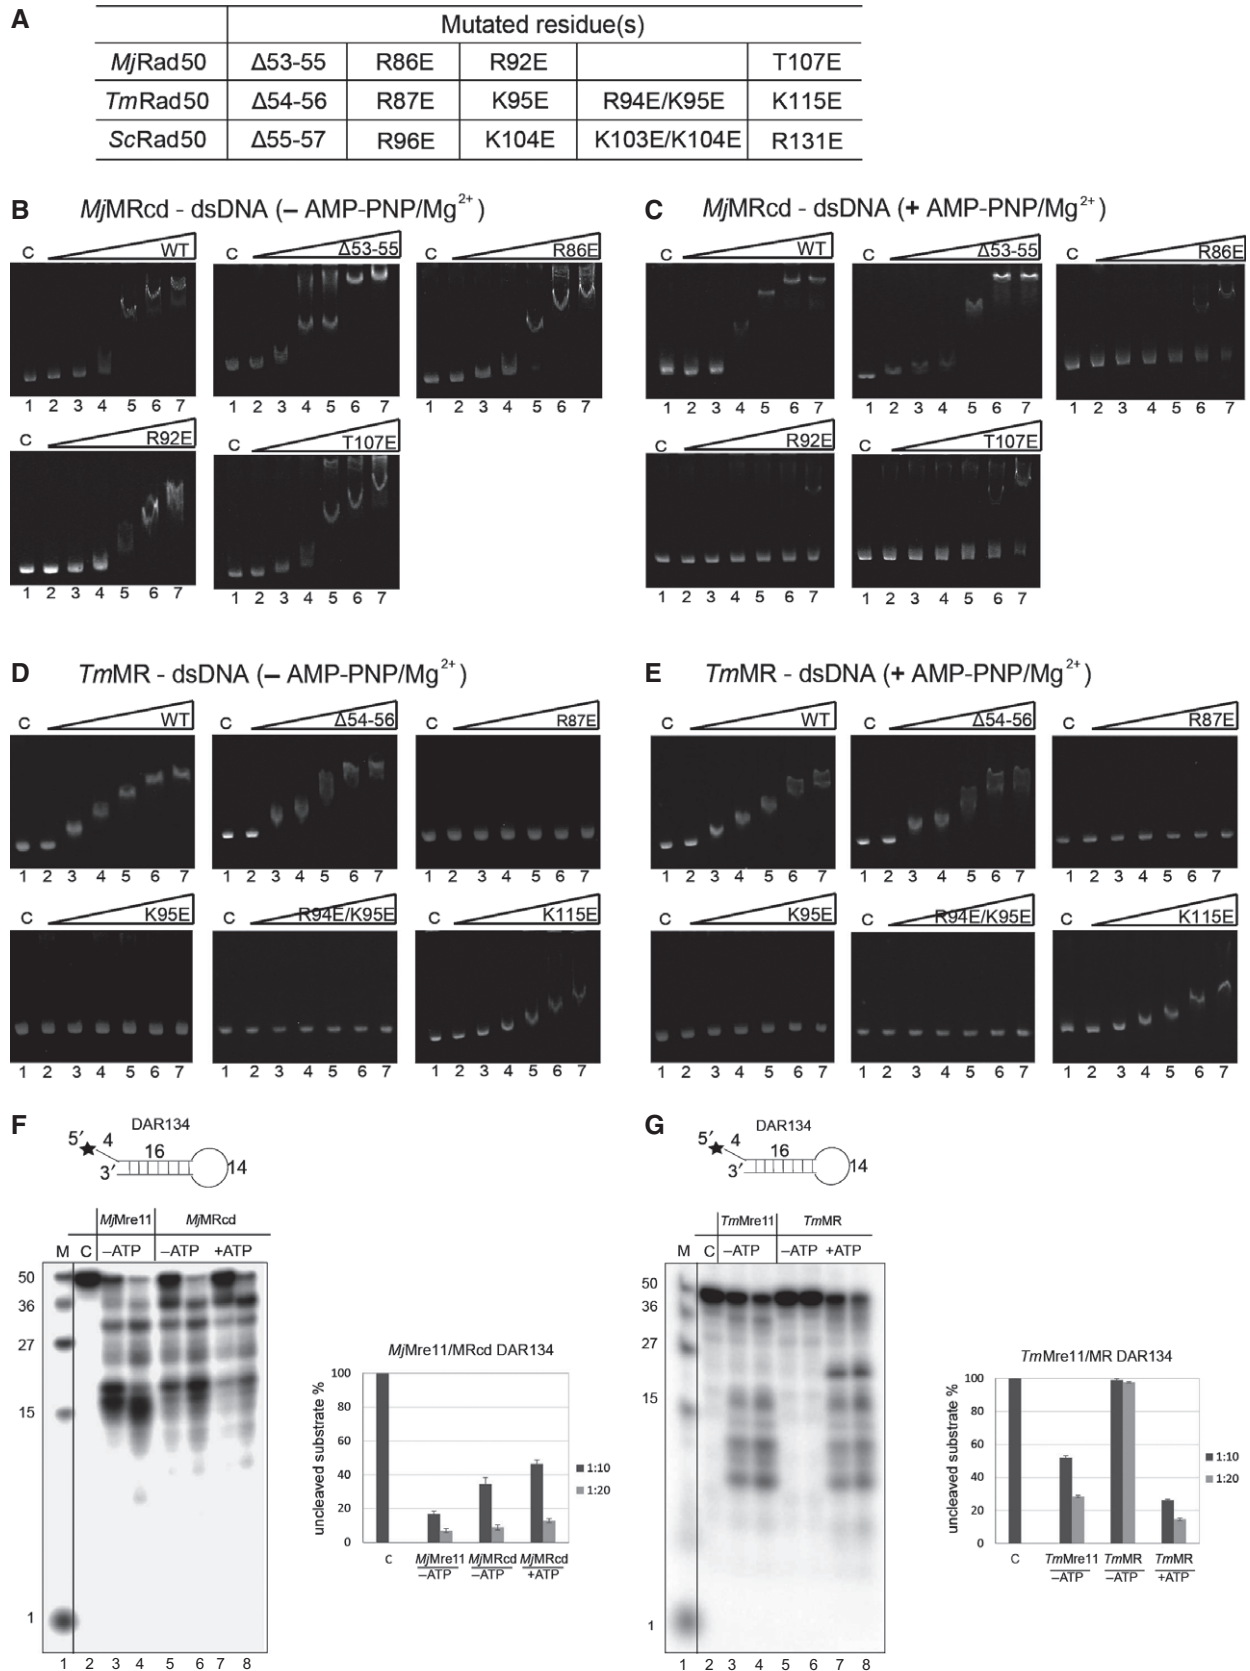 A
Mutated residue(s)
MjRad50 Δ53-55 R86E R92E T107E
TmRad50 Δ54-56 R87E K95E R94E/K95E K115E
ScRad50 Δ55-57 R96E K104E K103E/K104E R131E
B MjMRcd - dsDNA (– AMP-PNP/Mg2+)
C WT
1 2 3 4 5 6 7
C Δ53-55
1 2 3 4 5 6 7
C R86E
1 2 3 4 5 6 7
C R92E
1 2 3 4 5 6 7
C T107E
1 2 3 4 5 6 7
C MjMRcd - dsDNA (+ AMP-PNP/Mg2+)
C WT
1 2 3 4 5 6 7
C Δ53-55
1 2 3 4 5 6 7
C R86E
1 2 3 4 5 6 7
C R92E
1 2 3 4 5 6 7
C T107E
1 2 3 4 5 6 7
D TmMR - dsDNA (– AMP-PNP/Mg2+)
C WT
1 2 3 4 5 6 7
C Δ54-56
1 2 3 4 5 6 7
C R87E
1 2 3 4 5 6 7
C K95E
1 2 3 4 5 6 7
C R94E/K95E
1 2 3 4 5 6 7
C K115E
1 2 3 4 5 6 7
E TmMR - dsDNA (+ AMP-PNP/Mg2+)
C WT
1 2 3 4 5 6 7
C Δ54-56
1 2 3 4 5 6 7
C R87E
1 2 3 4 5 6 7
C K95E
1 2 3 4 5 6 7
C R94E/K95E
1 2 3 4 5 6 7
C K115E
1 2 3 4 5 6 7
F
DAR134
5′ 4 16
3′ 14
MjMre11 MjMRcd
M C –ATP –ATP +ATP
50
36
27
15
1
1 2 3 4 5 6 7 8
MjMre11/MRcd DAR134
uncleaved substrate %
100
80
60
40
20
0
1:10
1:20
C MjMre11 MjMRcd MjMRcd
–ATP –ATP +ATP
G
DAR134
5′ 4 16
3′ 14
TmMre11 TmMR
M C –ATP –ATP +ATP
50
36
27
15
1
1 2 3 4 5 6 7 8
TmMre11/MR DAR134
uncleaved substrate %
100
80
60
40
20
0
1:10
1:20
C TmMre11 TmMR TmMR
–ATP –ATP +ATP